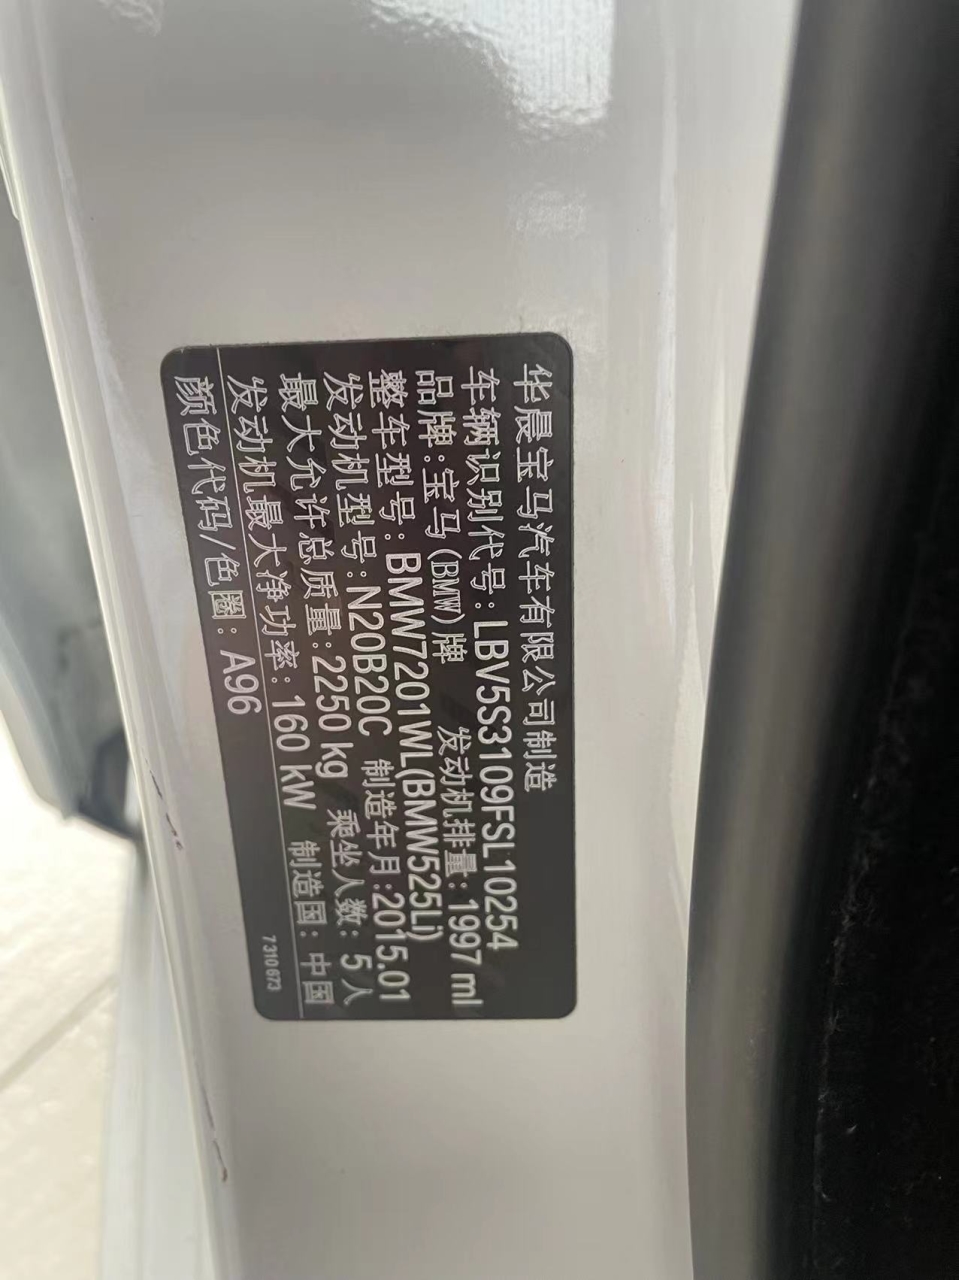 华晨宝马汽车有限公司制造
车辆识别代号:LBV5S3109FSL10254
品牌:宝马(BMW)牌 发动机排量:1997 ml
整车型号:BMW7201WL(BMW525Li)
发动机型号:N20B20C 制造年月:2015.01
最大允许总质量:2250 kg 乘坐人数:5人
发动机最大净功率:160 kW 制造国:中国
颜色代码/色圈:A96
7310673